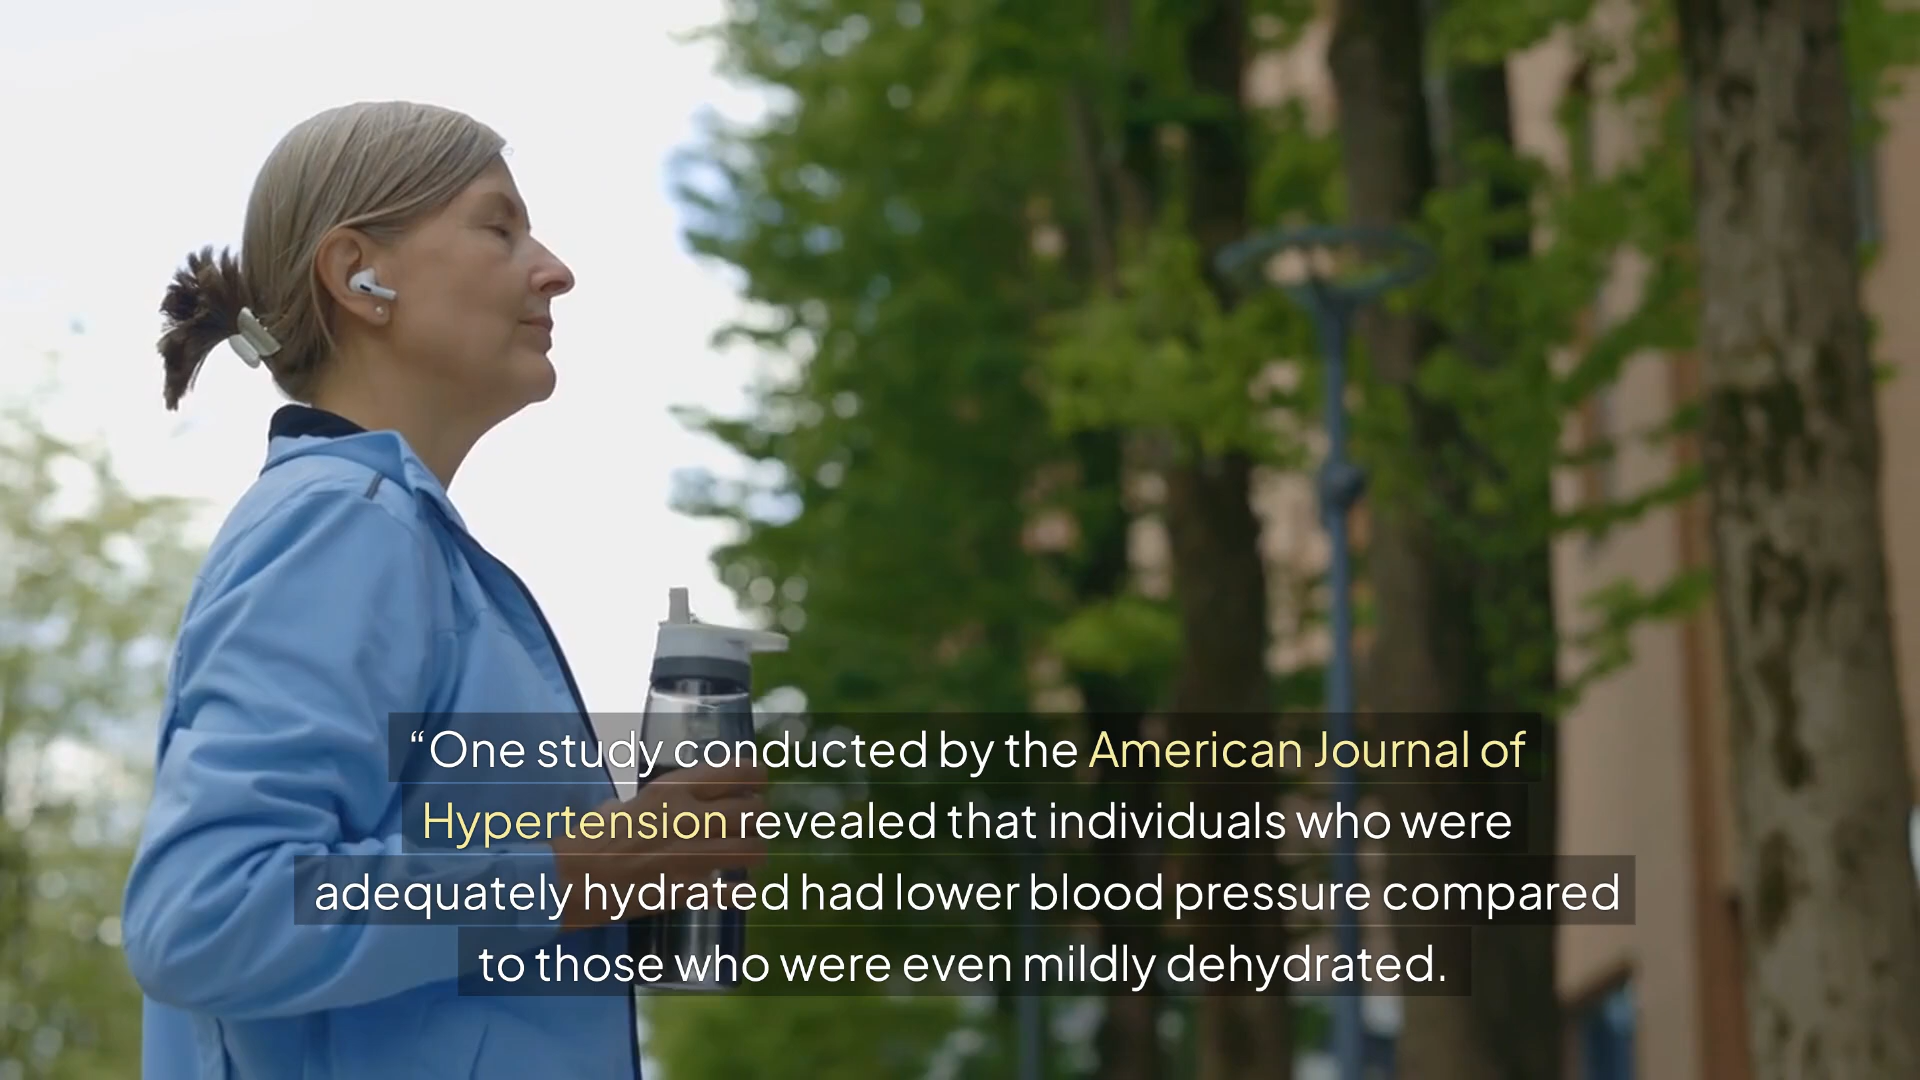 “One study conducted by the American Journal of
Hypertension revealed that individuals who were
adequately hydrated had lower blood pressure compared
to those who were even mildly dehydrated.